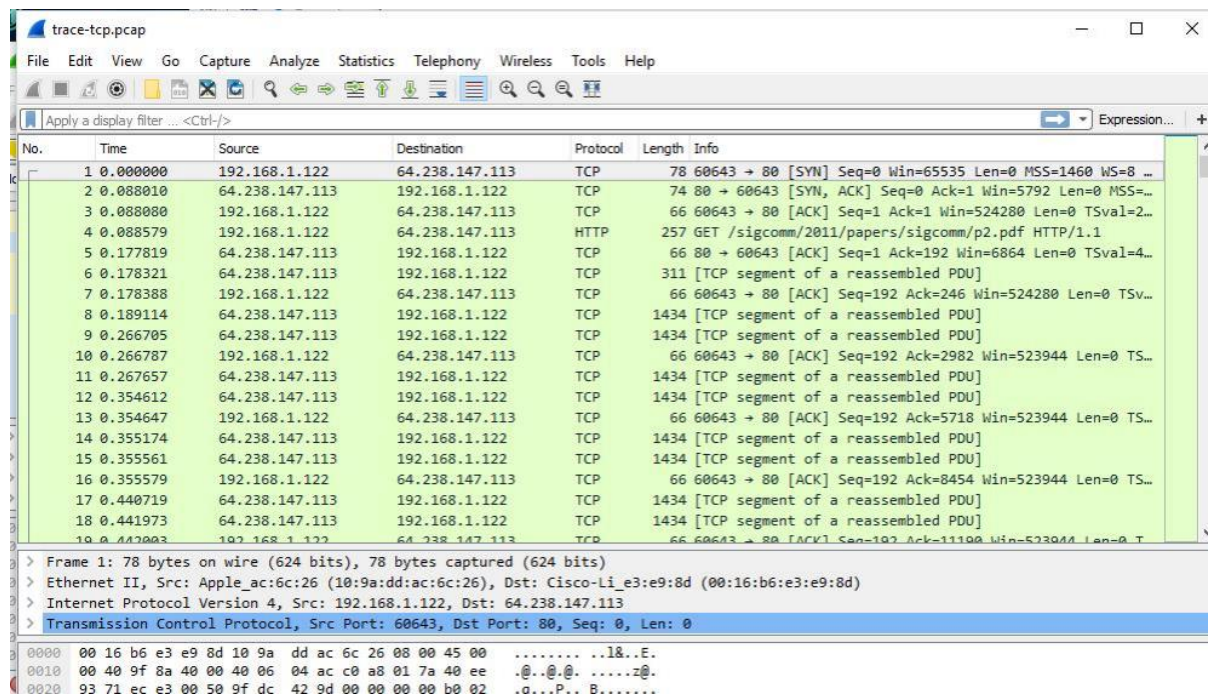 trace-tcp.pcap
File Edit View Go Capture Analyze Statistics Telephony Wireless Tools Help
Apply a display filter ... <Ctrl-/> Expression... +
No. Time Source Destination Protocol Length Info
1 0.000000 192.168.1.122 64.238.147.113 TCP 78 60643 → 80 [SYN] Seq=0 Win=65535 Len=0 MSS=1460 WS=8 …
2 0.088010 64.238.147.113 192.168.1.122 TCP 74 80 → 60643 [SYN, ACK] Seq=0 Ack=1 Win=5792 Len=0 MSS=…
3 0.088080 192.168.1.122 64.238.147.113 TCP 66 60643 → 80 [ACK] Seq=1 Ack=1 Win=524280 Len=0 TSval=2…
4 0.088579 192.168.1.122 64.238.147.113 HTTP 257 GET /sigcomm/2011/papers/sigcomm/p2.pdf HTTP/1.1
5 0.177819 64.238.147.113 192.168.1.122 TCP 66 80 → 60643 [ACK] Seq=1 Ack=192 Win=6864 Len=0 TSval=4…
6 0.178321 64.238.147.113 192.168.1.122 TCP 311 [TCP segment of a reassembled PDU]
7 0.178388 192.168.1.122 64.238.147.113 TCP 66 60643 → 80 [ACK] Seq=192 Ack=246 Win=524280 Len=0 TSv…
8 0.189114 64.238.147.113 192.168.1.122 TCP 1434 [TCP segment of a reassembled PDU]
9 0.266705 64.238.147.113 192.168.1.122 TCP 1434 [TCP segment of a reassembled PDU]
10 0.266787 192.168.1.122 64.238.147.113 TCP 66 60643 → 80 [ACK] Seq=192 Ack=2982 Win=523944 Len=0 TS…
11 0.267657 64.238.147.113 192.168.1.122 TCP 1434 [TCP segment of a reassembled PDU]
12 0.354612 64.238.147.113 192.168.1.122 TCP 1434 [TCP segment of a reassembled PDU]
13 0.354647 192.168.1.122 64.238.147.113 TCP 66 60643 → 80 [ACK] Seq=192 Ack=5718 Win=523944 Len=0 TS…
14 0.355174 64.238.147.113 192.168.1.122 TCP 1434 [TCP segment of a reassembled PDU]
15 0.355561 64.238.147.113 192.168.1.122 TCP 1434 [TCP segment of a reassembled PDU]
16 0.355579 192.168.1.122 64.238.147.113 TCP 66 60643 → 80 [ACK] Seq=192 Ack=8454 Win=523944 Len=0 TS…
17 0.440719 64.238.147.113 192.168.1.122 TCP 1434 [TCP segment of a reassembled PDU]
18 0.441973 64.238.147.113 192.168.1.122 TCP 1434 [TCP segment of a reassembled PDU]
19 0.442003 192.168.1.122 64.238.147.113 TCP 66 60643 → 80 [ACK] Seq=192 Ack=11190 Win=523944 Len=0 T…
> Frame 1: 78 bytes on wire (624 bits), 78 bytes captured (624 bits)
> Ethernet II, Src: Apple_ac:6c:26 (10:9a:dd:ac:6c:26), Dst: Cisco-Li_e3:e9:8d (00:16:b6:e3:e9:8d)
> Internet Protocol Version 4, Src: 192.168.1.122, Dst: 64.238.147.113
> Transmission Control Protocol, Src Port: 60643, Dst Port: 80, Seq: 0, Len: 0
0000 00 16 b6 e3 e9 8d 10 9a dd ac 6c 26 08 00 45 00 ........ ..l&..E.
0010 00 40 9f 8a 40 00 40 06 04 ac c0 a8 01 7a 40 ee .@..@.@. .....z@.
0020 93 71 ec e3 00 50 9f dc 42 9d 00 00 00 00 b0 02 .q...P.. B.......